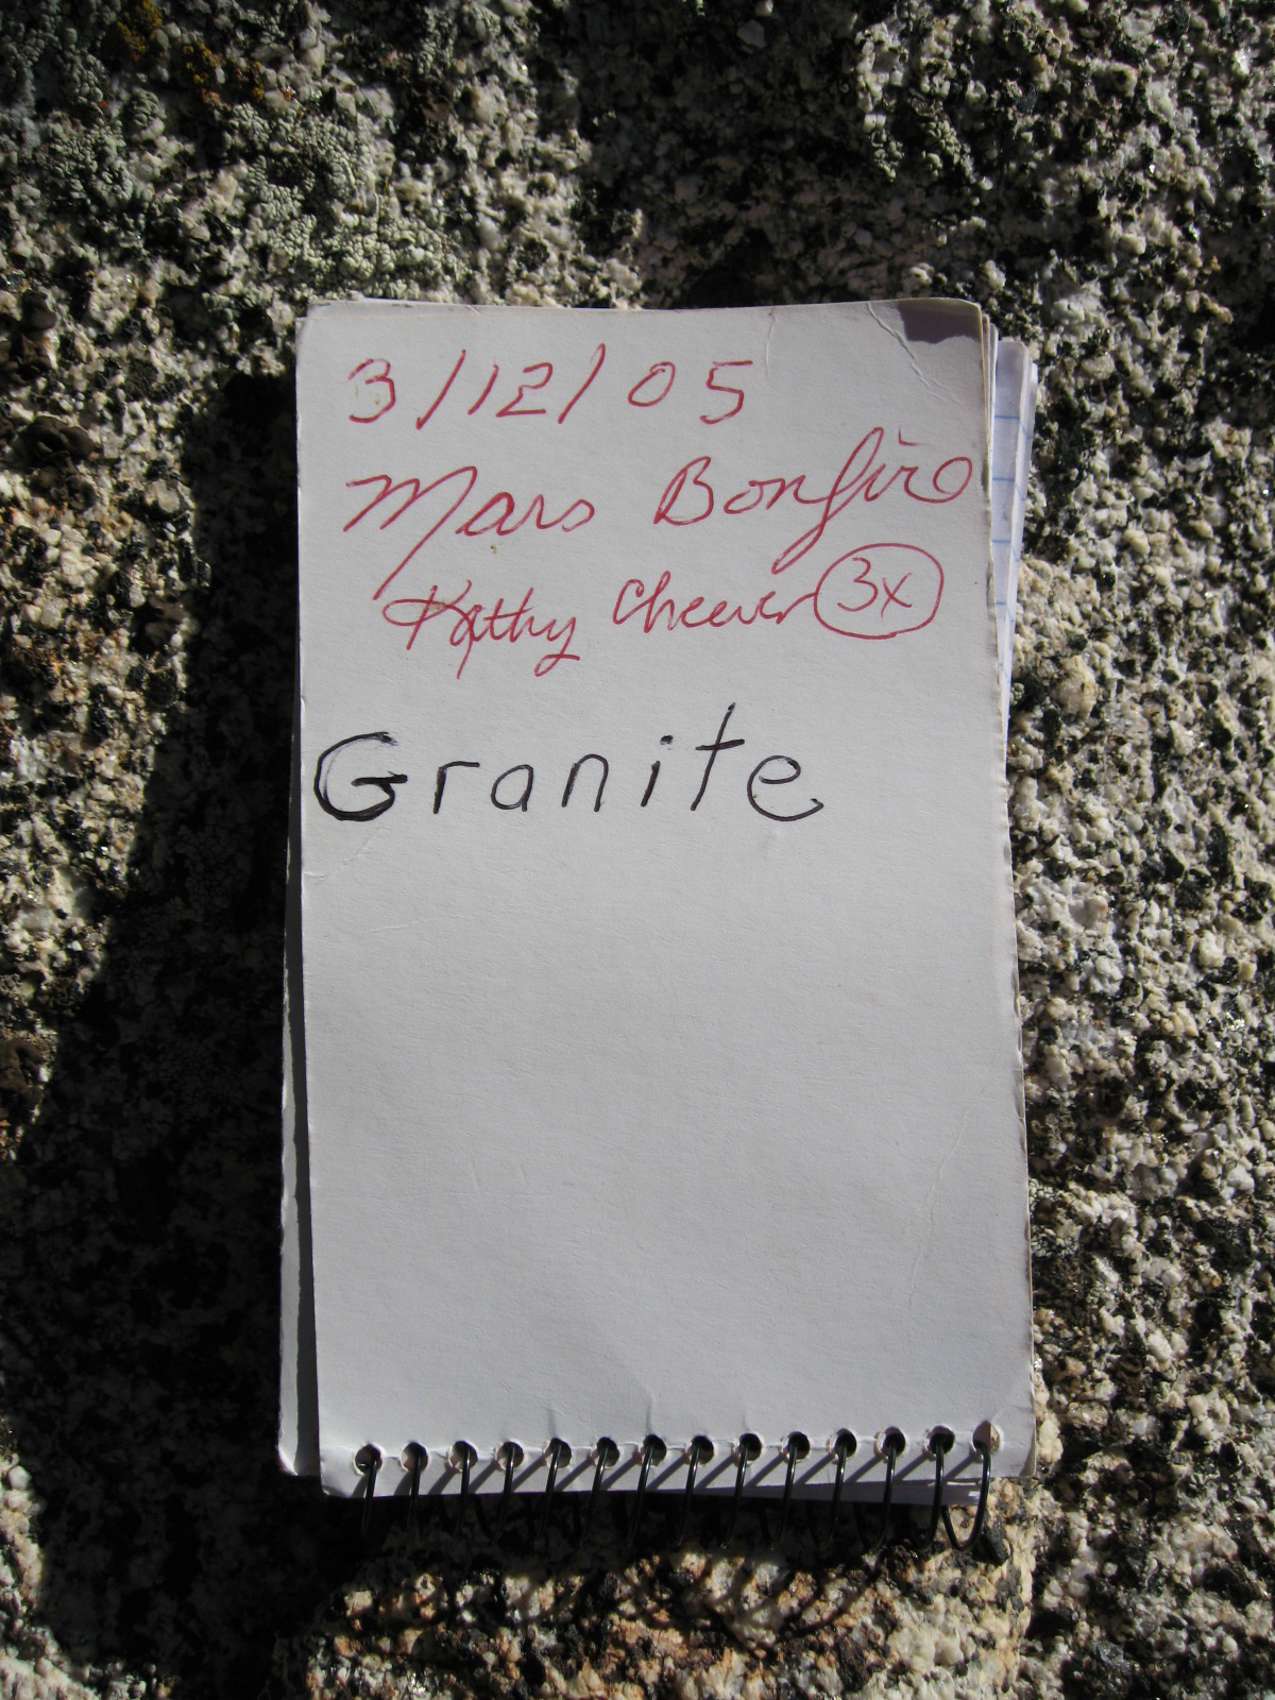 3/12/05
Mars Bonfire
Kathy Cheever 3x
Granite